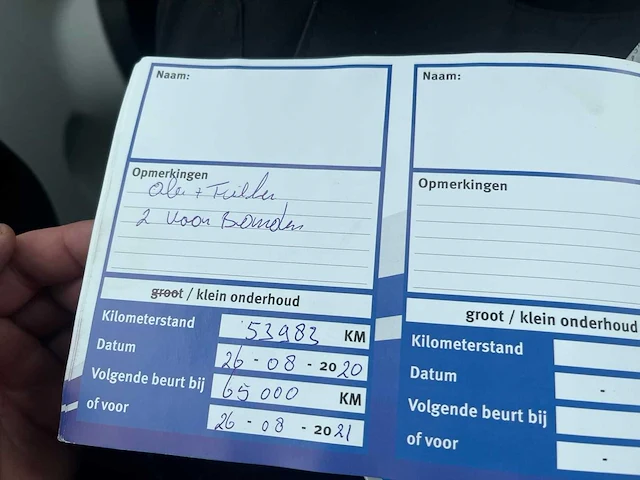 Naam:
Opmerkingen
olie + Filter
2 voor Banden
groot / klein onderhoud
Kilometerstand 53983 KM
Datum 26 - 08 - 2020
Volgende beurt bij 65000 KM
of voor 26 - 08 - 2021
Naam:
Opmerkingen
groot / klein onderhoud
Kilometerstand
Datum -
Volgende beurt bij
of voor -